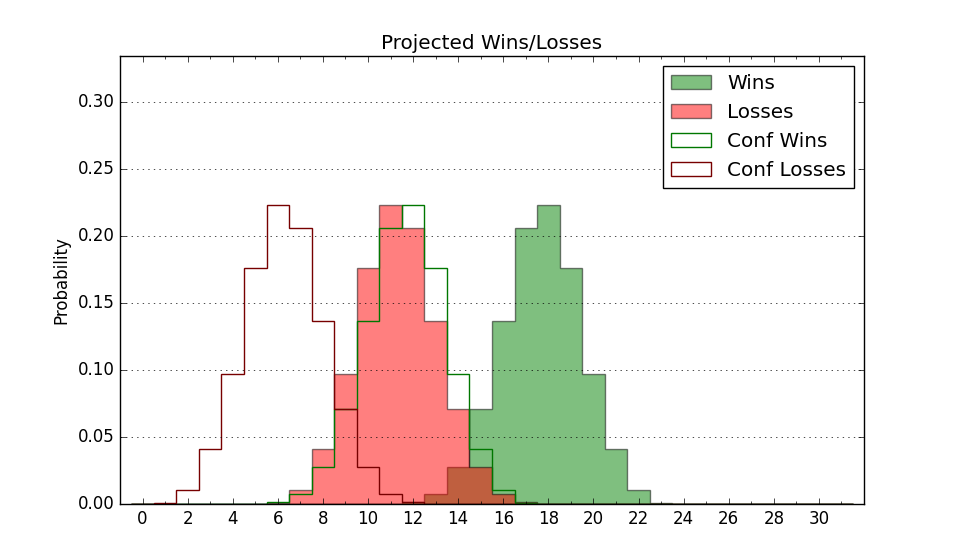 Projected Wins/Losses
Wins
Losses
Conf Wins
Conf Losses
Probability
0.30
0.25
0.20
0.15
0.10
0.05
0.00
0 2 4 6 8 10 12 14 16 18 20 22 24 26 28 30